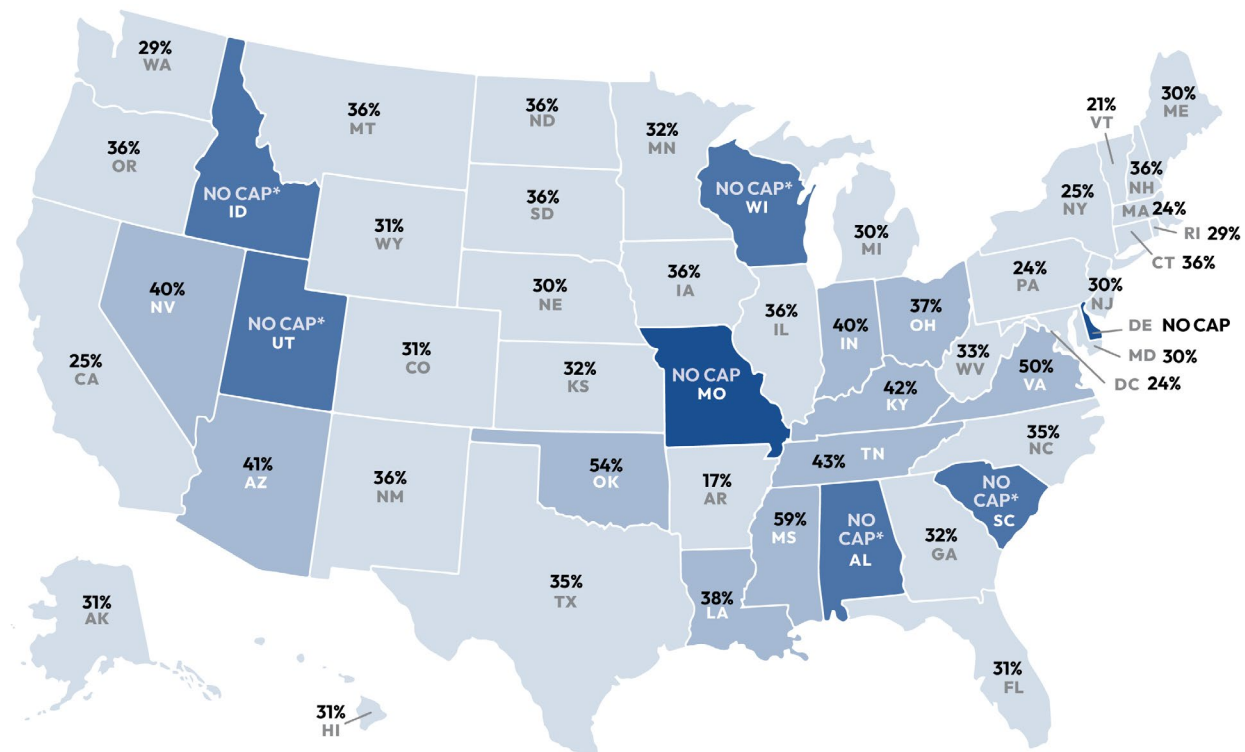 29%
WA
36%
OR
NO CAP*
ID
36%
MT
36%
ND
32%
MN
NO CAP*
WI
30%
MI
21%
VT
30%
ME
36%
NH
25%
NY
MA 24%
RI 29%
CT 36%
36%
SD
31%
WY
30%
NE
36%
IA
36%
IL
40%
IN
37%
OH
24%
PA
30%
NJ
DE NO CAP
MD 30%
DC 24%
33%
WV
50%
VA
42%
KY
40%
NV
NO CAP*
UT
25%
CA
31%
CO
32%
KS
NO CAP
MO
35%
NC
43% TN
41%
AZ
36%
NM
54%
OK
17%
AR
NO
CAP*
SC
59%
MS
NO
CAP*
AL
32%
GA
35%
TX
38%
LA
31%
FL
31%
AK
31%
HI